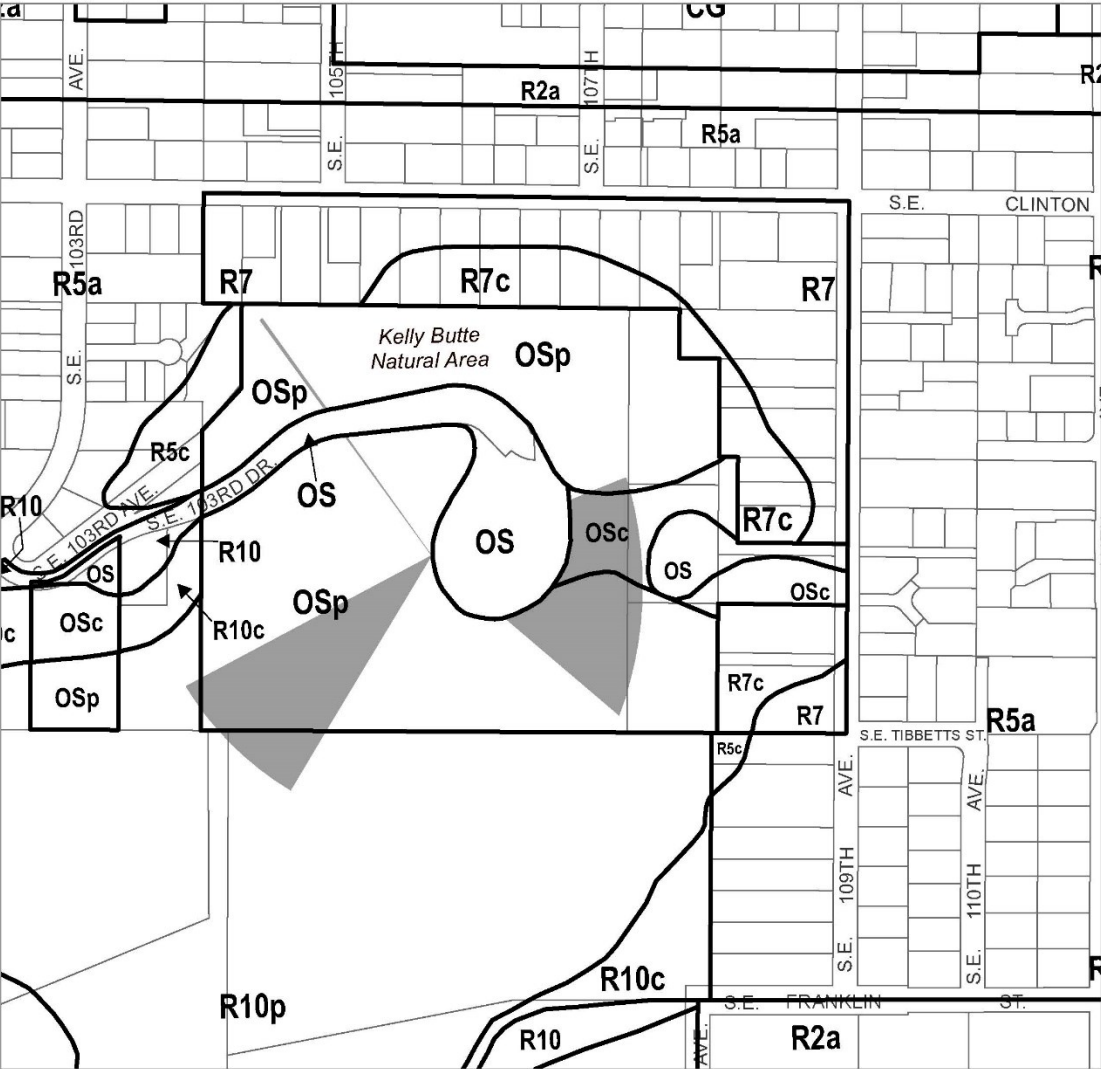 CG
AVE.
S.E. 105TH
S.E. 107TH
R2a
R5a
S.E. CLINTON
S.E. 103RD
R5a
R7
R7c
R7
Kelly Butte
Natural Area
OSp
OSp
R5c
OS
R10
S.E. 103RD AVE.
S.E. 103RD DR.
R7c
OSc
OS
R10
OS
OS
OSc
OSp
OSc
R10c
OSp
R7c
R7
R5a
S.E. TIBBETTS ST.
R5c
S.E. 109TH AVE.
S.E. 110TH AVE.
R10c
R10p
S.E. FRANKLIN ST.
R10
AVE.
R2a